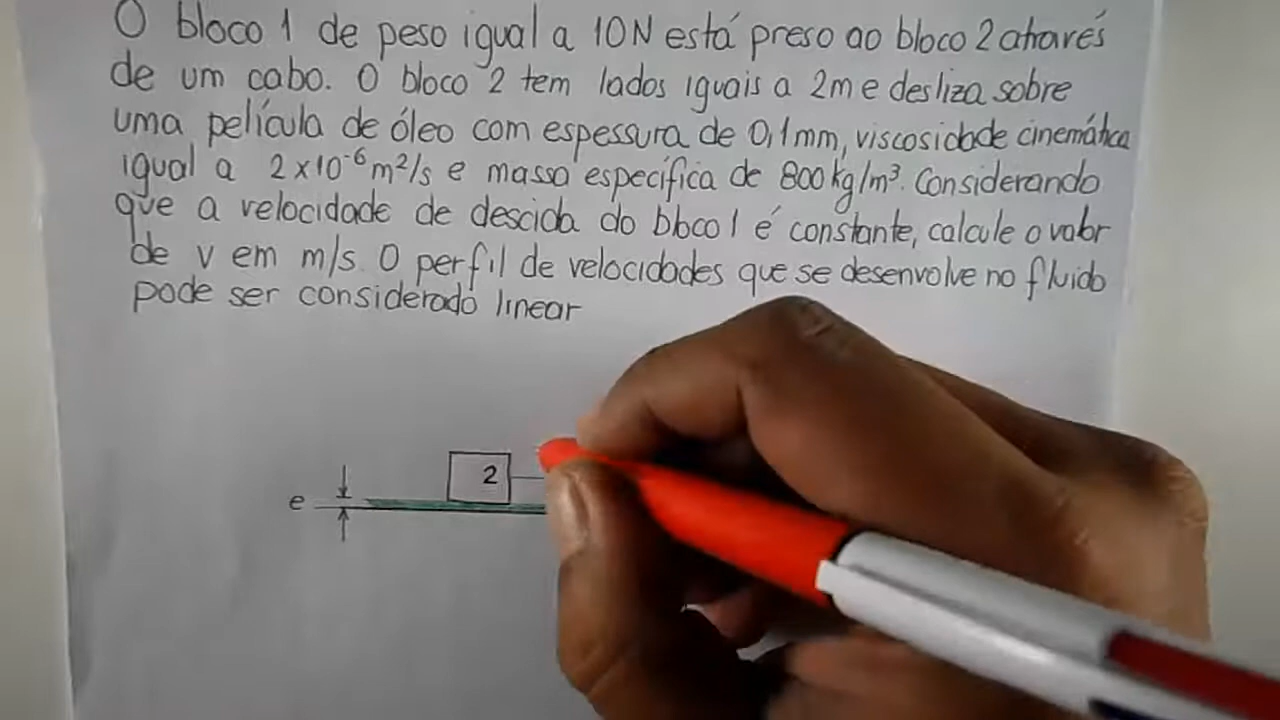 O bloco 1 de peso igual a 10N está preso ao bloco 2 através
de um cabo. O bloco 2 tem lados iguais a 2m e desliza sobre
uma película de óleo com espessura de 0,1mm, viscosidade cinemática
igual a 2x10⁻⁶m²/s e massa específica de 800kg/m³. Considerando
que a velocidade de descida do bloco 1 é constante, calcule o valor
de v em m/s. O perfil de velocidades que se desenvolve no fluido
pode ser considerado linear
2
e